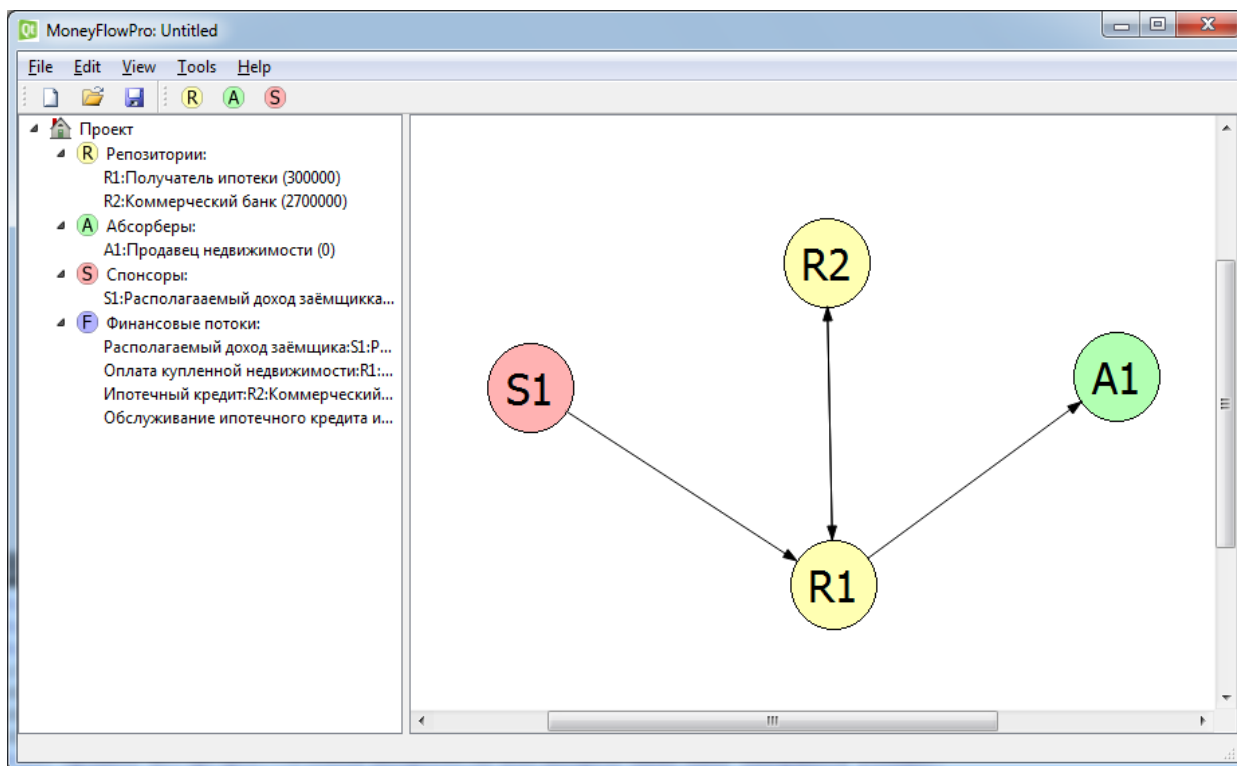 MoneyFlowPro: Untitled
File Edit View Tools Help
R A S
Проект
R Репозитории:
R1:Получатель ипотеки (300000)
R2:Коммерческий банк (2700000)
A Абсорберы:
A1:Продавец недвижимости (0)
S Спонсоры:
S1:Располагааемый доход заёмщикка...
F Финансовые потоки:
Располагаемый доход заёмщика:S1:Р...
Оплата купленной недвижимости:R1:...
Ипотечный кредит:R2:Коммерческий...
Обслуживание ипотечного кредита и...
R2
S1
A1
R1